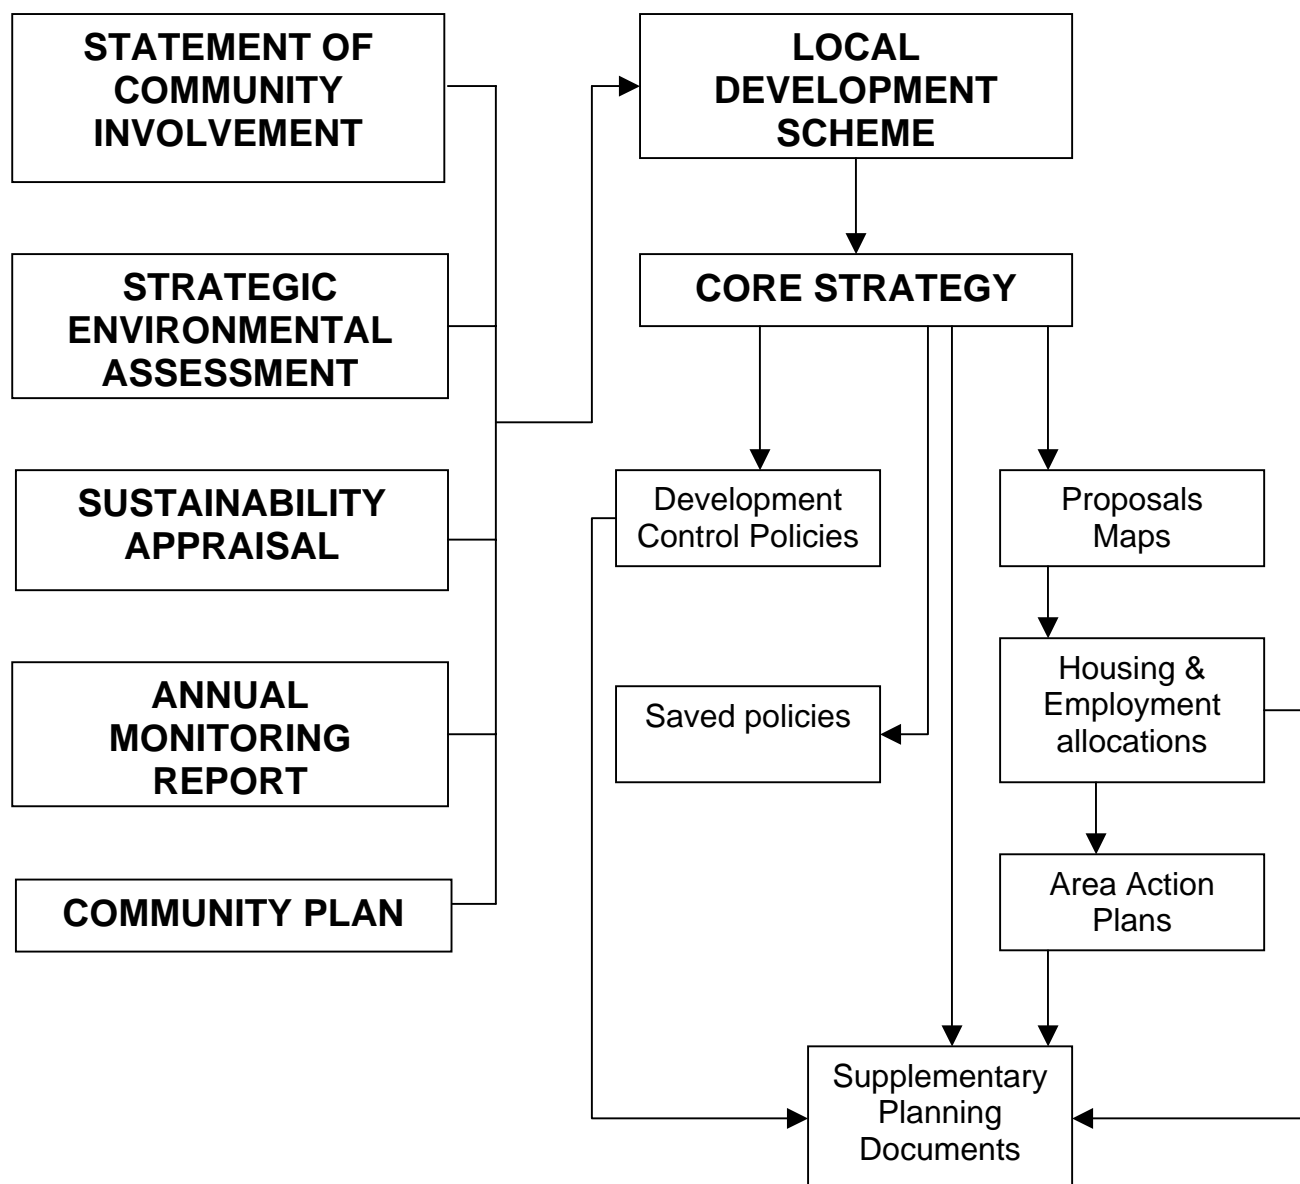 STATEMENT OF
COMMUNITY
INVOLVEMENT
STRATEGIC
ENVIRONMENTAL
ASSESSMENT
SUSTAINABILITY
APPRAISAL
ANNUAL
MONITORING
REPORT
COMMUNITY PLAN
LOCAL
DEVELOPMENT
SCHEME
CORE STRATEGY
Development
Control Policies
Saved policies
Proposals
Maps
Housing &
Employment
allocations
Area Action
Plans
Supplementary
Planning
Documents